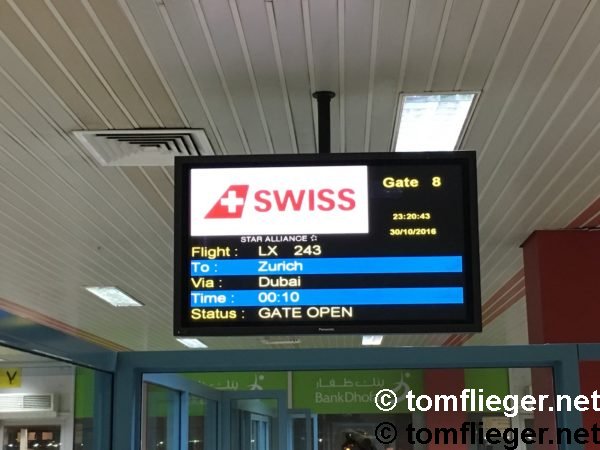 SWISS
Gate 8
23:20:43
30/10/2016
STAR ALLIANCE
Flight : LX 243
To : Zurich
Via : Dubai
Time : 00:10
Status : GATE OPEN
Panasonic
بنك ظفار
BankDhofar
© tomflieger.net
© tomflieger.net